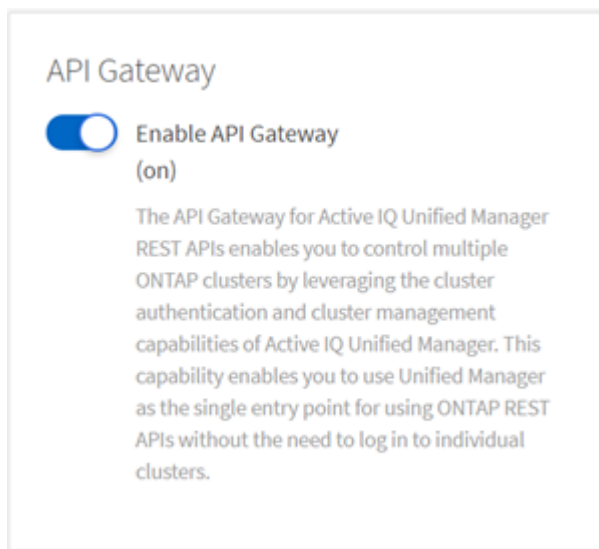 API Gateway
Enable API Gateway
(on)
The API Gateway for Active IQ Unified Manager
REST APIs enables you to control multiple
ONTAP clusters by leveraging the cluster
authentication and cluster management
capabilities of Active IQ Unified Manager. This
capability enables you to use Unified Manager
as the single entry point for using ONTAP REST
APIs without the need to log in to individual
clusters.